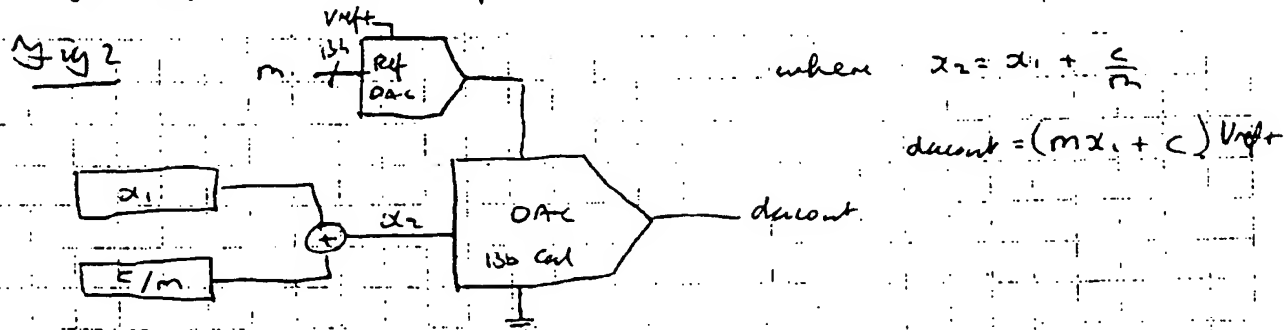 Fig 2
Vref+
13b
m
Ref
DAC
where x₂ = x₁ + c/m
dacout = (mx₁ + c) Vref+
x₁
+
x₂
DAC
13b Cal
dacout
c/m